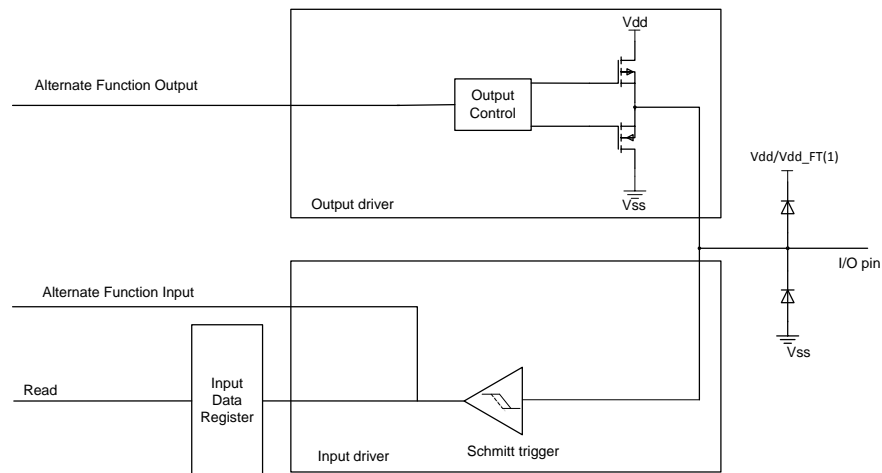 Vdd
Alternate Function Output
Output
Control
Vdd/Vdd_FT(1)
Vss
Output driver
I/O pin
Alternate Function Input
Vss
Read
Input
Data
Register
Schmitt trigger
Input driver